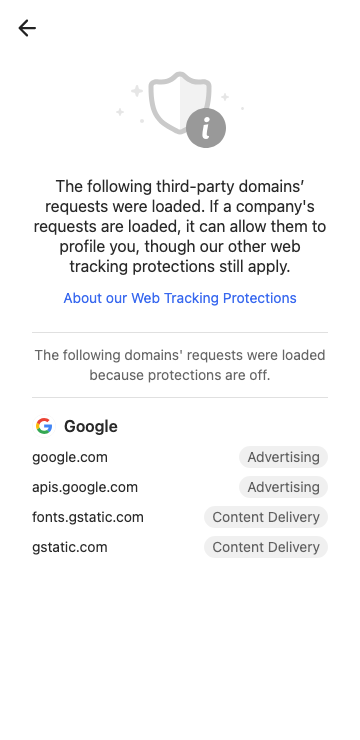 The following third-party domains’
requests were loaded. If a company's
requests are loaded, it can allow them to
profile you, though our other web
tracking protections still apply.
About our Web Tracking Protections
The following domains' requests were loaded
because protections are off.
Google
google.com Advertising
apis.google.com Advertising
fonts.gstatic.com Content Delivery
gstatic.com Content Delivery